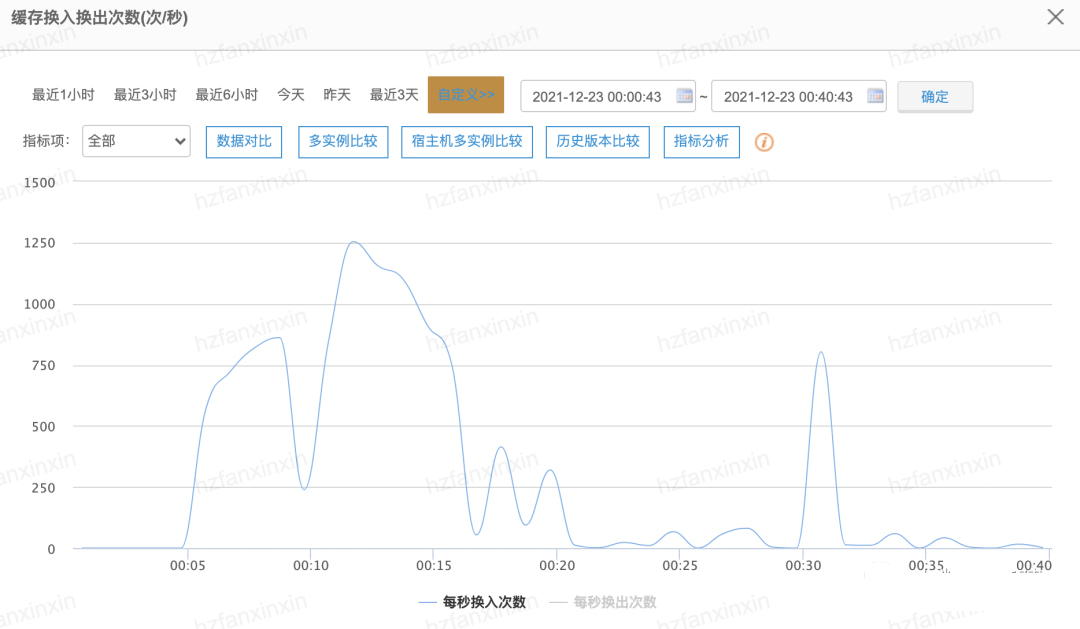 缓存换入换出次数(次/秒)
最近1小时 最近3小时 最近6小时 今天 昨天 最近3天 自定义>> 2021-12-23 00:00:43 ~ 2021-12-23 00:40:43 确定
指标项: 全部 数据对比 多实例比较 宿主机多实例比较 历史版本比较 指标分析 i
1500
1250
1000
750
500
250
0
00:05 00:10 00:15 00:20 00:25 00:30 00:35 00:40
每秒换入次数 每秒换出次数
hzfanxinxin